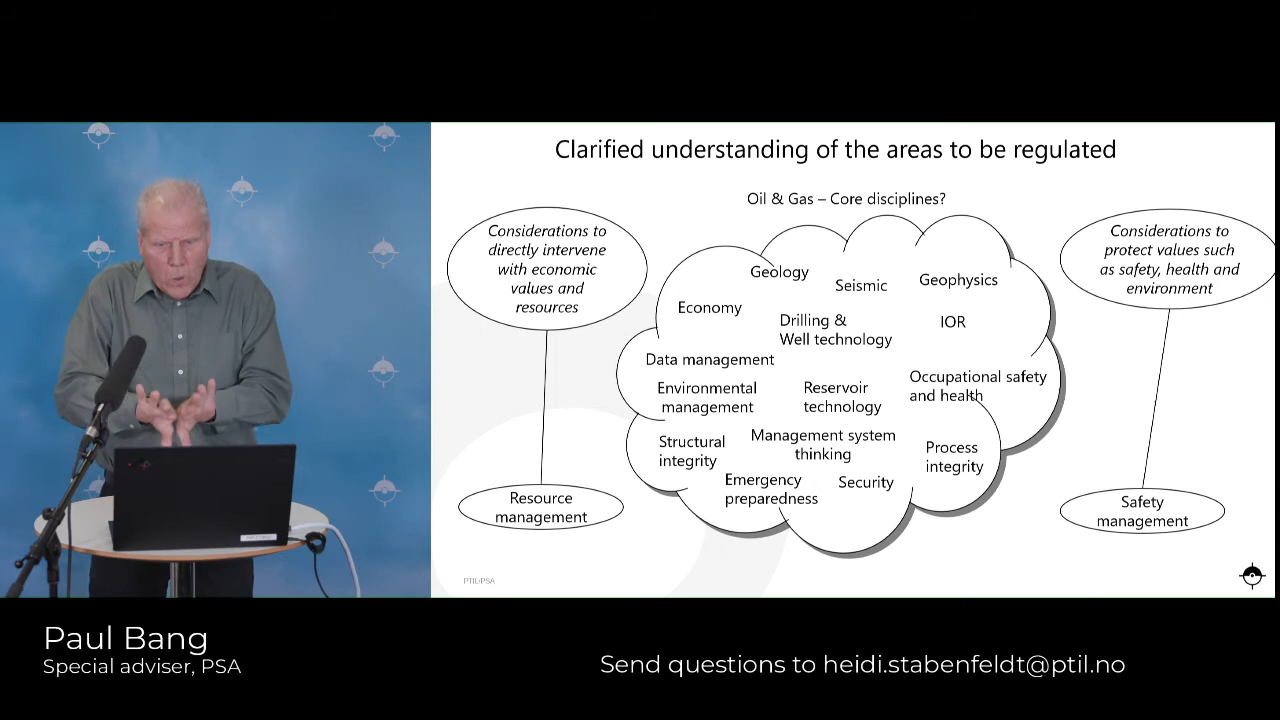 Clarified understanding of the areas to be regulated
Oil & Gas – Core disciplines?
Considerations to
directly intervene
with economic
values and
resources
Resource
management
Geology
Seismic
Geophysics
Economy
Drilling &
Well technology
IOR
Data management
Environmental
management
Reservoir
technology
Occupational safety
and health
Structural
integrity
Management system
thinking
Process
integrity
Emergency
preparedness
Security
Considerations to
protect values such
as safety, health and
environment
Safety
management
PTIL/PSA
Paul Bang
Special adviser, PSA
Send questions to heidi.stabenfeldt@ptil.no